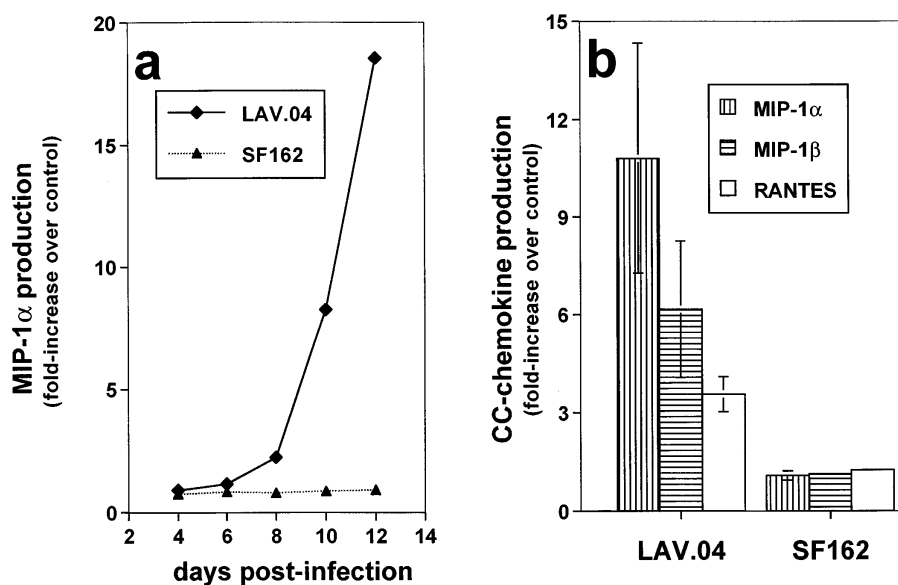 a
20
15
10
5
0
MIP-1α production
(fold-increase over control)
LAV.04
SF162
2 4 6 8 10 12 14
days post-infection
b
15
12
9
6
3
0
CC-chemokine production
(fold-increase over control)
MIP-1α
MIP-1β
RANTES
LAV.04 SF162